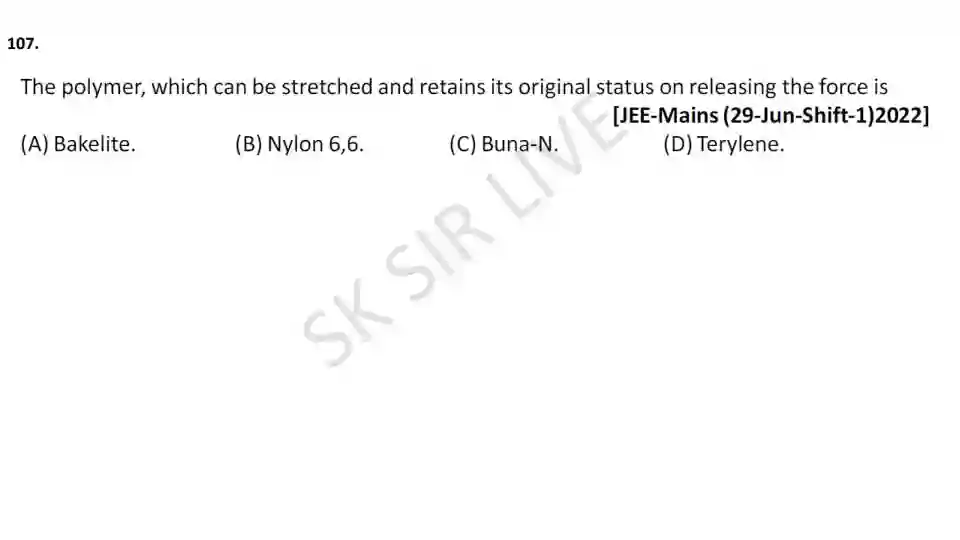 107.
The polymer, which can be stretched and retains its original status on releasing the force is
[JEE-Mains (29-Jun-Shift-1)2022]
(A) Bakelite. (B) Nylon 6,6. (C) Buna-N. (D) Terylene.
SK SIR LIVE